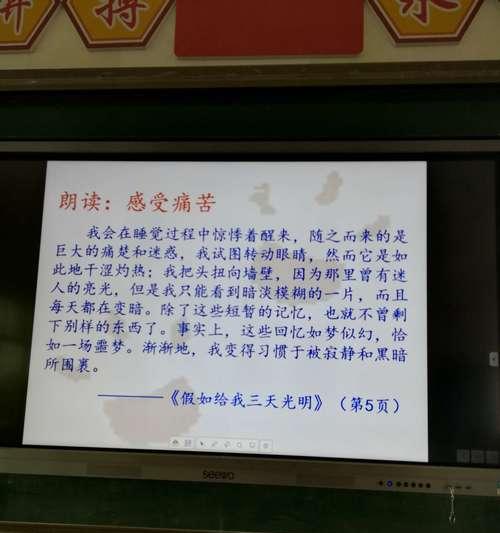 拼 搏 求
朗读：感受痛苦
我会在睡觉过程中惊悸着醒来，随之而来的是
巨大的痛楚和迷惑，我试图转动眼睛，然而它是如
此地干涩灼热；我把头扭向墙壁，因为那里曾有迷
人的亮光，但是我只能看到暗淡模糊的一片，而且
每天都在变暗。除了这些短暂的记忆，也就不曾剩
下别样的东西了。事实上，这些回忆如梦似幻，恰
如一场噩梦。渐渐地，我变得习惯于被寂静和黑暗
所围裹。
———《假如给我三天光明》（第5页）
seewo